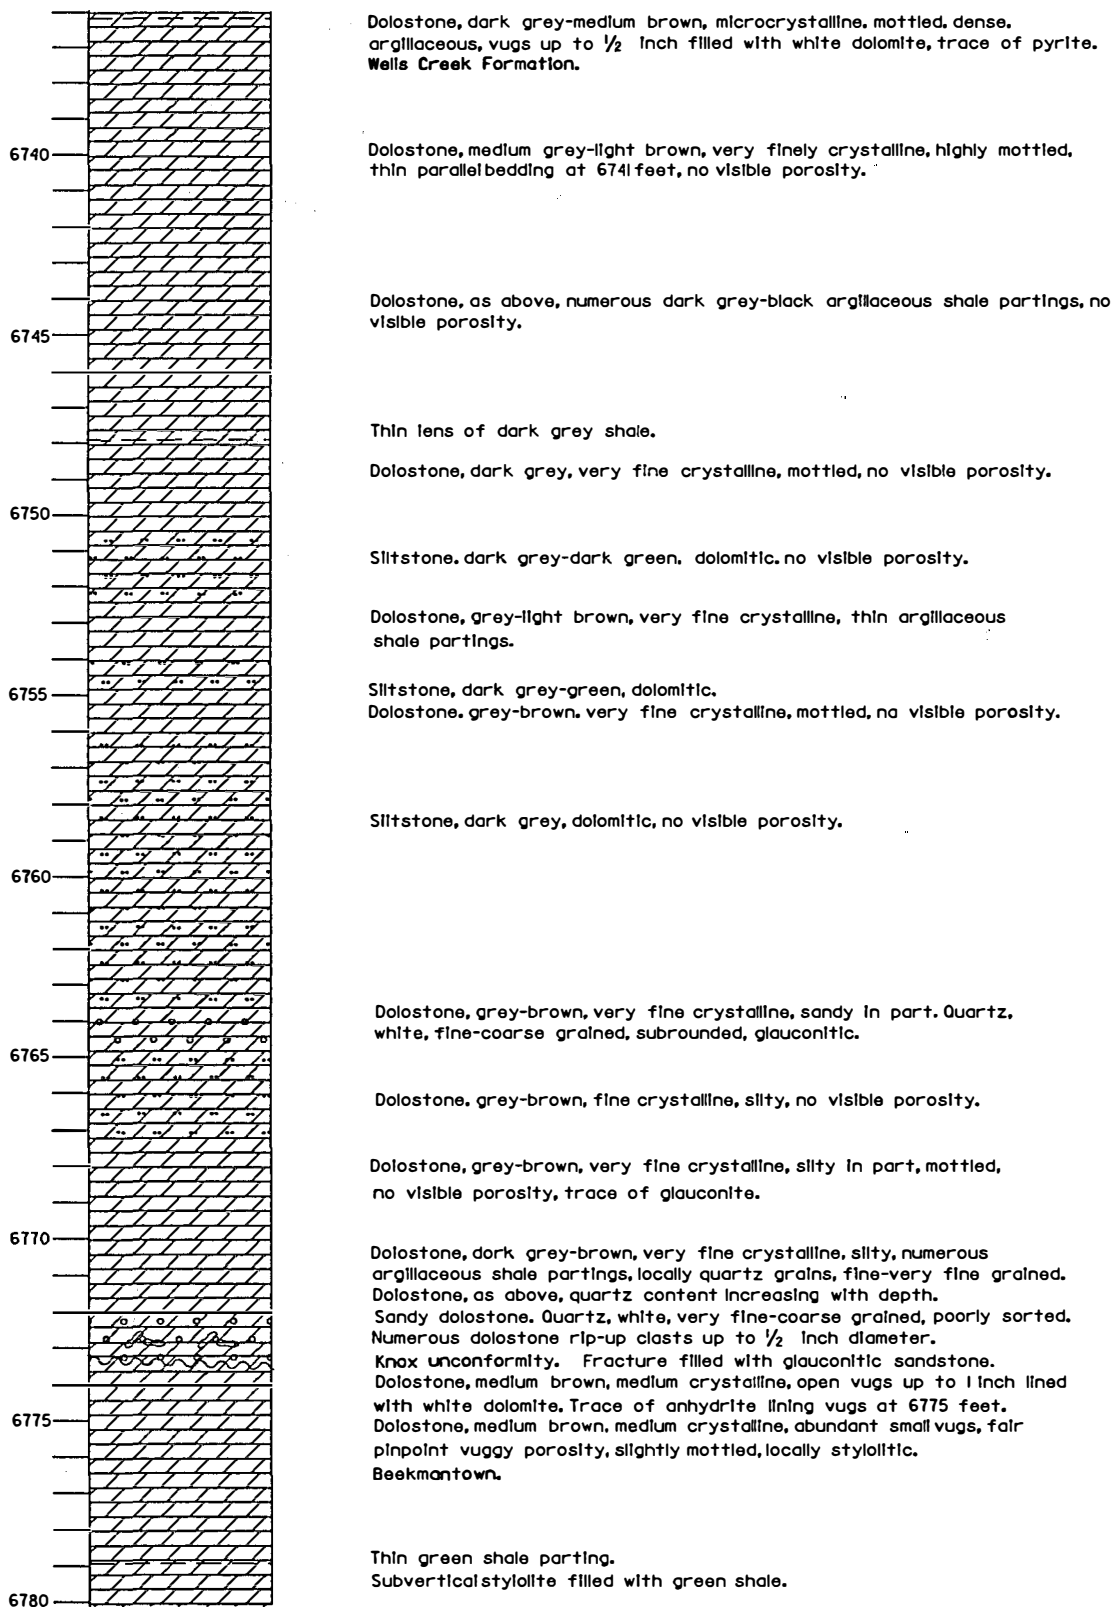 Dolostone, dark grey-medium brown, microcrystalline. mottled. dense.
argillaceous, vugs up to ½ inch filled with white dolomite, trace of pyrite.
Wells Creek Formation.
6740
Dolostone, medium grey-light brown, very finely crystalline, highly mottled,
thin parallel bedding at 6741 feet, no visible porosity.
Dolostone, as above, numerous dark grey-black argillaceous shale partings, no
visible porosity.
6745
Thin lens of dark grey shale.
Dolostone, dark grey, very fine crystalline, mottled, no visible porosity.
6750
Siltstone. dark grey-dark green, dolomitic. no visible porosity.
Dolostone, grey-light brown, very fine crystalline, thin argillaceous
shale partings.
6755
Siltstone, dark grey-green, dolomitic.
Dolostone. grey-brown. very fine crystalline, mottled, na visible porosity.
Siltstone, dark grey, dolomitic, no visible porosity.
6760
Dolostone, grey-brown, very fine crystalline, sandy in part. Quartz,
white, fine-coarse grained, subrounded, glauconitic.
6765
Dolostone. grey-brown, fine crystalline, silty, no visible porosity.
Dolostone, grey-brown, very fine crystalline, silty in part, mottled,
no visible porosity, trace of glauconite.
6770
Dolostone, dork grey-brown, very fine crystalline, silty, numerous
argillaceous shale partings, locally quartz grains, fine-very fine grained.
Dolostone, as above, quartz content increasing with depth.
Sandy dolostone. Quartz, white, very fine-coarse grained, poorly sorted.
Numerous dolostone rip-up clasts up to ½ inch diameter.
Knox unconformity. Fracture filled with glauconitic sandstone.
Dolostone, medium brown, medium crystalline, open vugs up to 1 inch lined
with white dolomite. Trace of anhydrite lining vugs at 6775 feet.
6775
Dolostone, medium brown, medium crystalline, abundant small vugs, fair
pinpoint vuggy porosity, slightly mottled, locally stylolitic.
Beekmantown.
Thin green shale parting.
Subvertical stylolite filled with green shale.
6780